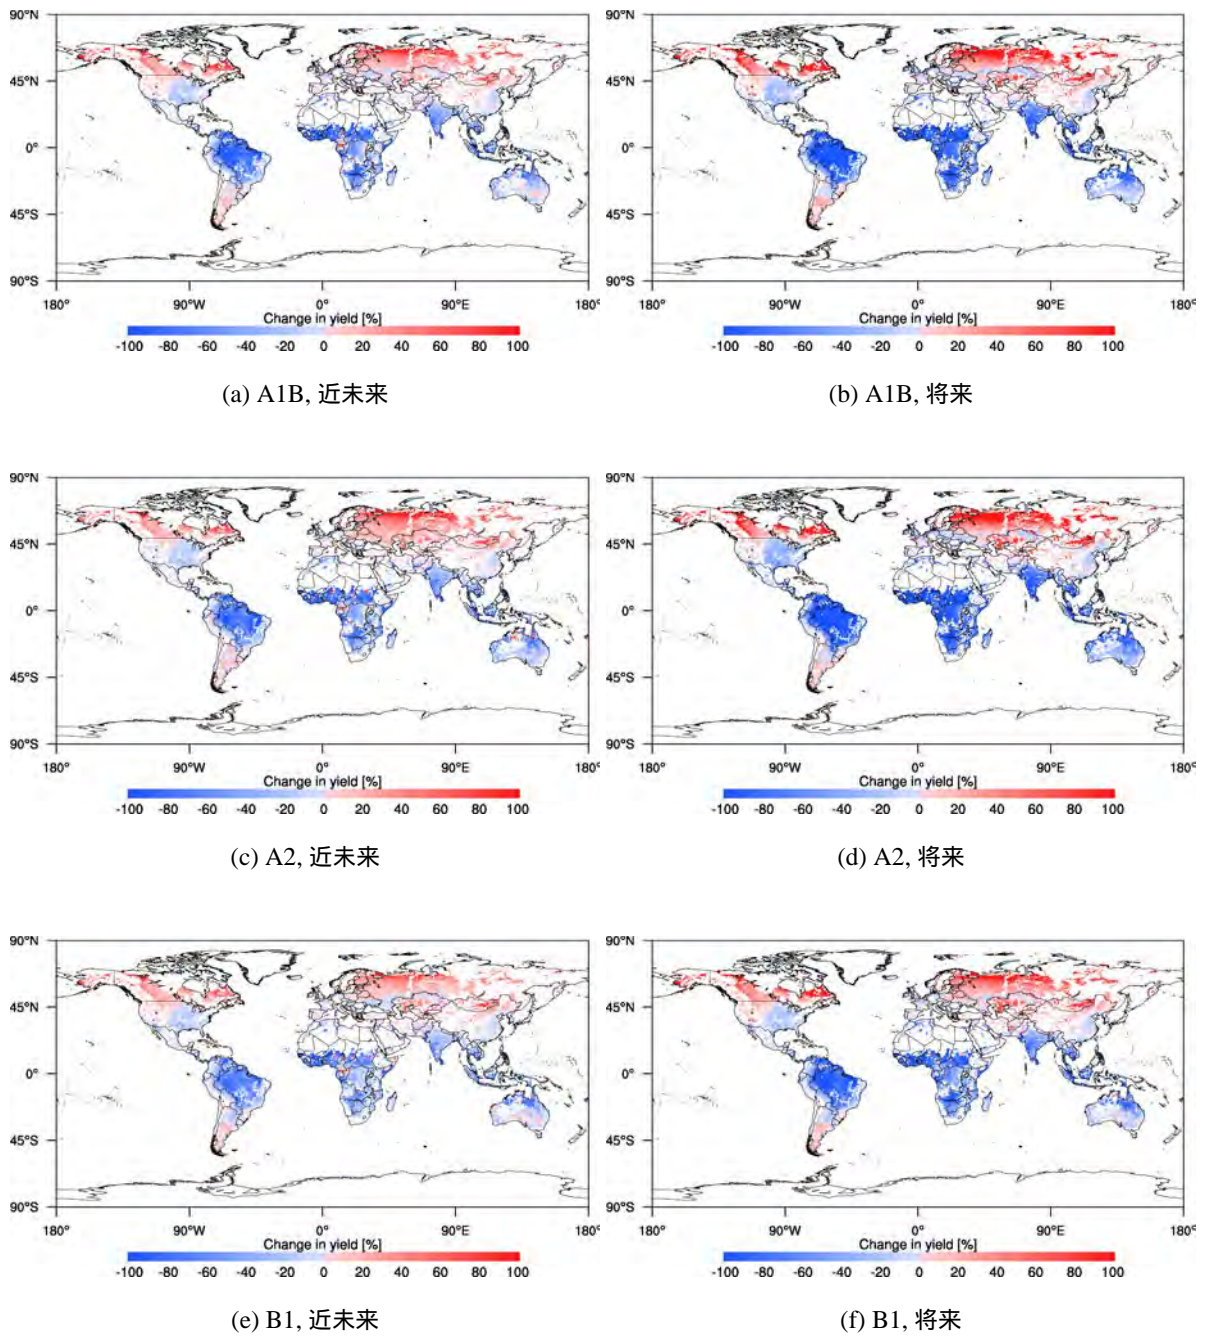 90°N 90°N
45°N 45°N
0° 0°
45°S 45°S
90°S 90°S
180° 90°W 0° 90°E 180° 180° 90°W 0° 90°E 180°
Change in yield [%] Change in yield [%]
-100 -80 -60 -40 -20 0 20 40 60 80 100 -100 -80 -60 -40 -20 0 20 40 60 80 100
(a) A1B, 近未来 (b) A1B, 将来
90°N 90°N
45°N 45°N
0° 0°
45°S 45°S
90°S 90°S
180° 90°W 0° 90°E 180° 180° 90°W 0° 90°E 180°
Change in yield [%] Change in yield [%]
-100 -80 -60 -40 -20 0 20 40 60 80 100 -100 -80 -60 -40 -20 0 20 40 60 80 100
(c) A2, 近未来 (d) A2, 将来
90°N 90°N
45°N 45°N
0° 0°
45°S 45°S
90°S 90°S
180° 90°W 0° 90°E 180° 180° 90°W 0° 90°E 180°
Change in yield [%] Change in yield [%]
-100 -80 -60 -40 -20 0 20 40 60 80 100 -100 -80 -60 -40 -20 0 20 40 60 80 100
(e) B1, 近未来 (f) B1, 将来